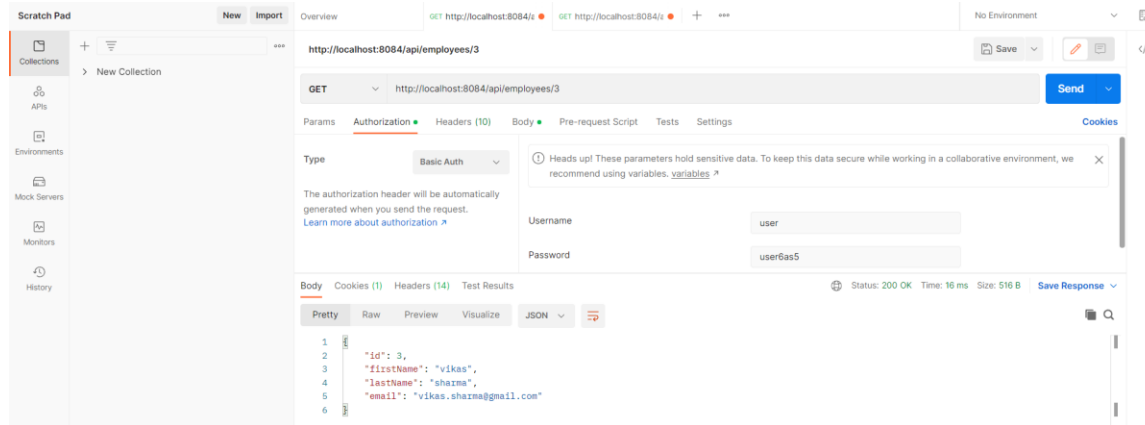 Scratch Pad New Import Overview GET http://localhost:8084/a GET http://localhost:8084/a + ooo No Environment
Collections
APIs
Environments
Mock Servers
Monitors
History
+ ooo
> New Collection
http://localhost:8084/api/employees/3 Save
GET http://localhost:8084/api/employees/3 Send
Params Authorization Headers (10) Body Pre-request Script Tests Settings Cookies
Type Basic Auth
The authorization header will be automatically
generated when you send the request.
Learn more about authorization ↗
Heads up! These parameters hold sensitive data. To keep this data secure while working in a collaborative environment, we
recommend using variables. variables ↗
Username user
Password user6as5
Body Cookies (1) Headers (14) Test Results Status: 200 OK Time: 16 ms Size: 516 B Save Response
Pretty Raw Preview Visualize JSON
1 {
2 "id": 3,
3 "firstName": "vikas",
4 "lastName": "sharma",
5 "email": "vikas.sharma@gmail.com"
6 }